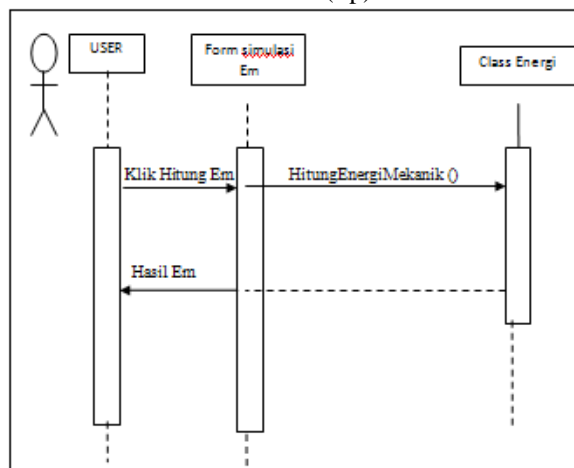 USER
Form simulasi
Em
Class Energi
Klik Hitung Em
HitungEnergiMekanik ()
Hasil Em